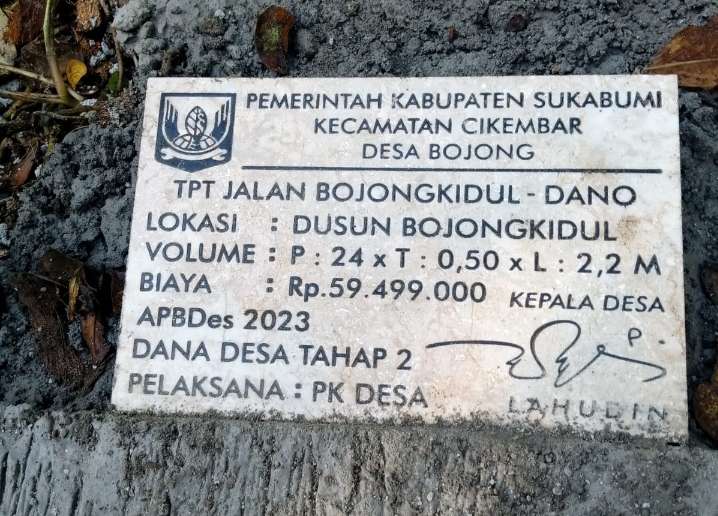 PEMERINTAH KABUPATEN SUKABUMI
KECAMATAN CIKEMBAR
DESA BOJONG
TPT JALAN BOJONGKIDUL - DANO
LOKASI : DUSUN BOJONGKIDUL
VOLUME : P : 24 x T : 0,50 x L : 2,2 M
BIAYA : Rp.59.499.000
KEPALA DESA
APBDes 2023
DANA DESA TAHAP 2
PELAKSANA : PK DESA
LAHUDIN